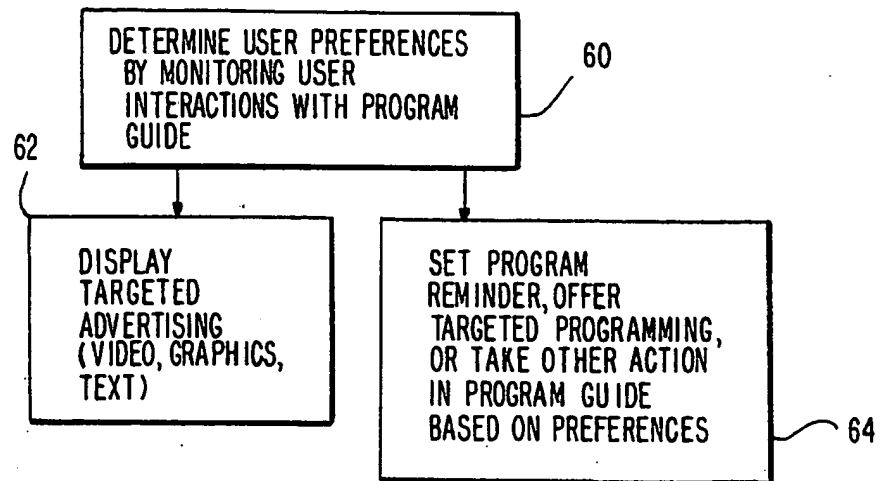 DETERMINE USER PREFERENCES
BY MONITORING USER
INTERACTIONS WITH PROGRAM
GUIDE
60
62
DISPLAY
TARGETED
ADVERTISING
(VIDEO, GRAPHICS,
TEXT)
SET PROGRAM
REMINDER, OFFER
TARGETED PROGRAMMING,
OR TAKE OTHER ACTION
IN PROGRAM GUIDE
BASED ON PREFERENCES
64